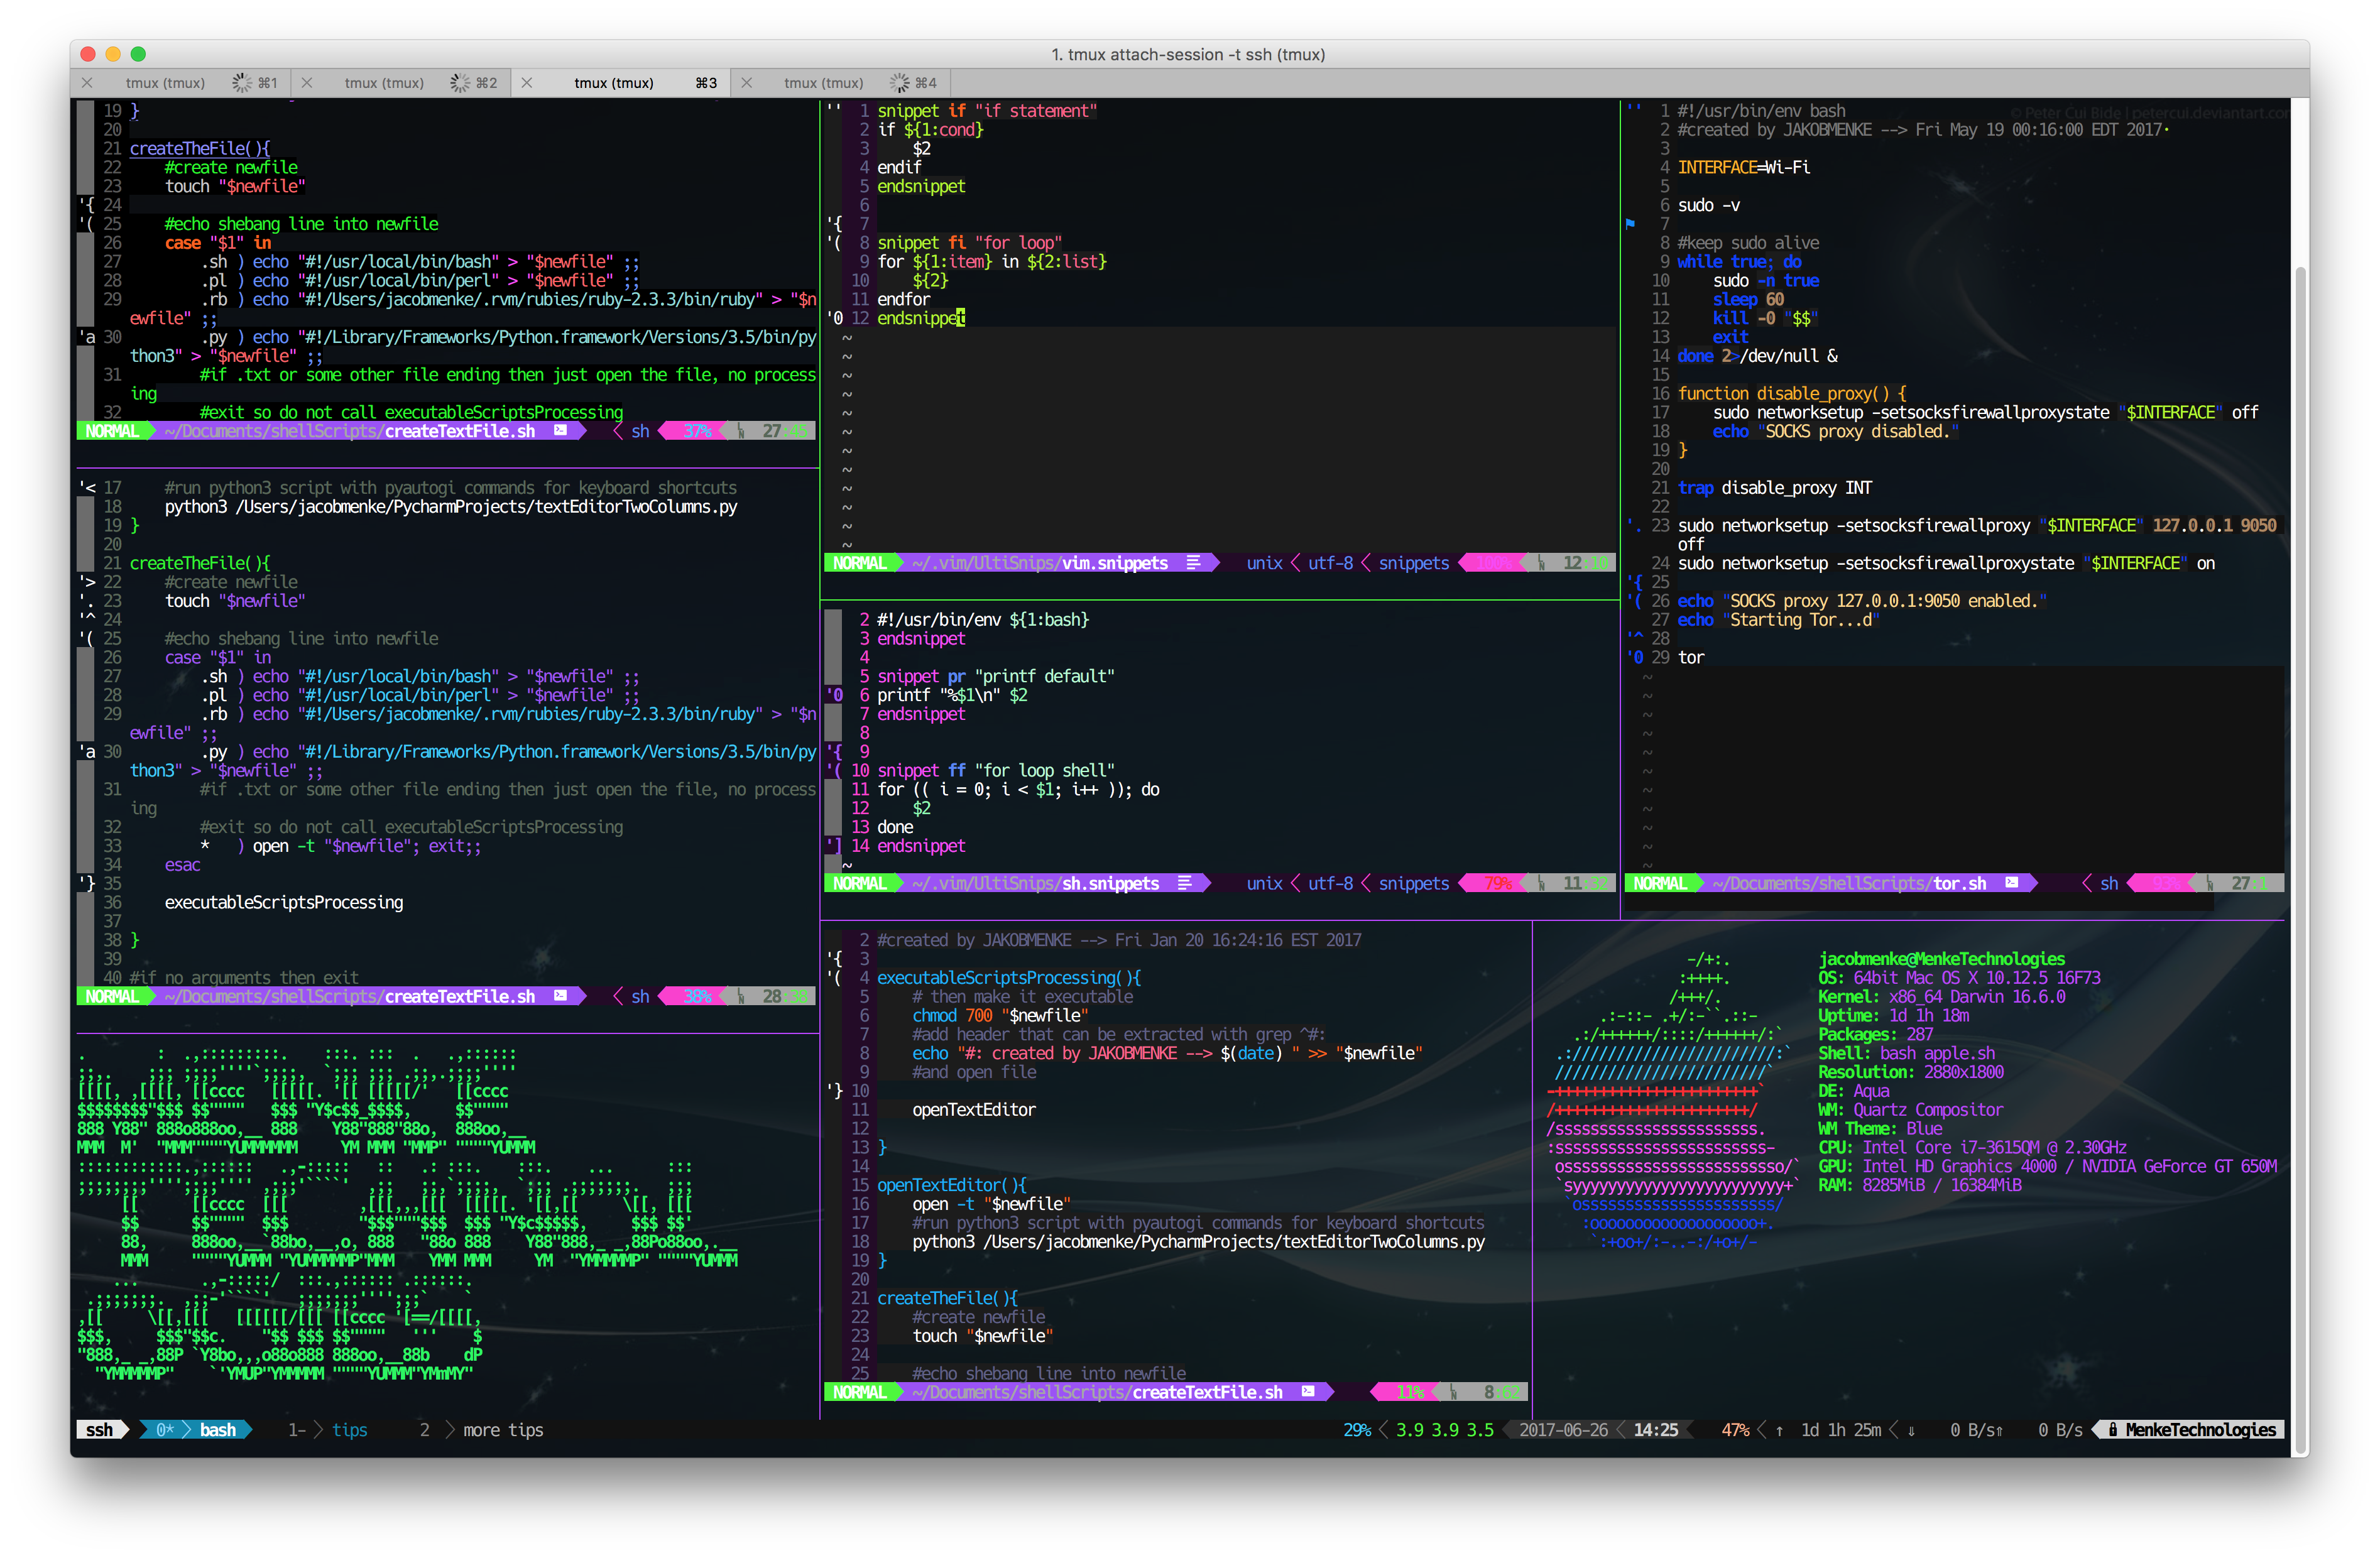 1. tmux attach-session -t ssh (tmux)
tmux (tmux) ⌘1
tmux (tmux) ⌘2
tmux (tmux) ⌘3
tmux (tmux) ⌘4
19 }
20
21 createTheFile(){
22     #create newfile
23     touch "$newfile"
'{ 24
'( 25     #echo shebang line into newfile
26     case "$1" in
27         .sh ) echo "#!/usr/local/bin/bash" > "$newfile" ;;
28         .pl ) echo "#!/usr/local/bin/perl" > "$newfile" ;;
29         .rb ) echo "#!/Users/jacobmenke/.rvm/rubies/ruby-2.3.3/bin/ruby" > "$n
ewfile" ;;
'a 30         .py ) echo "#!/Library/Frameworks/Python.framework/Versions/3.5/bin/py
thon3" > "$newfile" ;;
31         #if .txt or some other file ending then just open the file, no process
ing
32         #exit so do not call executableScriptsProcessing
NORMAL ~/Documents/shellScripts/createTextFile.sh sh 37% 27:45
'< 17     #run python3 script with pyautogi commands for keyboard shortcuts
18     python3 /Users/jacobmenke/PycharmProjects/textEditorTwoColumns.py
19 }
20
21 createTheFile(){
'> 22     #create newfile
'. 23     touch "$newfile"
'^ 24
'( 25     #echo shebang line into newfile
26     case "$1" in
27         .sh ) echo "#!/usr/local/bin/bash" > "$newfile" ;;
28         .pl ) echo "#!/usr/local/bin/perl" > "$newfile" ;;
29         .rb ) echo "#!/Users/jacobmenke/.rvm/rubies/ruby-2.3.3/bin/ruby" > "$n
ewfile" ;;
'a 30         .py ) echo "#!/Library/Frameworks/Python.framework/Versions/3.5/bin/py
thon3" > "$newfile" ;;
31         #if .txt or some other file ending then just open the file, no process
ing
32         #exit so do not call executableScriptsProcessing
33         *   ) open -t "$newfile"; exit;;
34     esac
'} 35
36     executableScriptsProcessing
37
38 }
39
40 #if no arguments then exit
NORMAL ~/Documents/shellScripts/createTextFile.sh sh 38% 28:38
'' 1 snippet if "if statement"
2 if ${1:cond}
3     $2
4 endif
5 endsnippet
6
'{ 7
'( 8 snippet fi "for loop"
9 for ${1:item} in ${2:list}
10     ${2}
11 endfor
'0 12 endsnippet
NORMAL ~/.vim/UltiSnips/vim.snippets unix utf-8 snippets 100% 12:10
2 #!/usr/bin/env ${1:bash}
3 endsnippet
4
5 snippet pr "printf default"
'0 6 printf "%$1\n" $2
7 endsnippet
8
'{ 9
'( 10 snippet ff "for loop shell"
11 for (( i = 0; i < $1; i++ )); do
12     $2
13 done
'] 14 endsnippet
NORMAL ~/.vim/UltiSnips/sh.snippets unix utf-8 snippets 79% 11:32
'' 1 #!/usr/bin/env bash
© Peter Cui Bide | petercui.deviantart.co
2 #created by JAKOBMENKE --> Fri May 19 00:16:00 EDT 2017·
3
4 INTERFACE=Wi-Fi
5
6 sudo -v
7
8 #keep sudo alive
9 while true; do
10     sudo -n true
11     sleep 60
12     kill -0 "$$"
13     exit
14 done 2>/dev/null &
15
16 function disable_proxy() {
17     sudo networksetup -setsocksfirewallproxystate "$INTERFACE" off
18     echo "SOCKS proxy disabled."
19 }
20
21 trap disable_proxy INT
22
'. 23 sudo networksetup -setsocksfirewallproxy "$INTERFACE" 127.0.0.1 9050
off
24 sudo networksetup -setsocksfirewallproxystate "$INTERFACE" on
'{ 25
'( 26 echo "SOCKS proxy 127.0.0.1:9050 enabled."
27 echo "Starting Tor...d"
'^ 28
'0 29 tor
NORMAL ~/Documents/shellScripts/tor.sh sh 93% 27:1
2 #created by JAKOBMENKE --> Fri Jan 20 16:24:16 EST 2017
'{ 3
'( 4 executableScriptsProcessing(){
5     # then make it executable
6     chmod 700 "$newfile"
7     #add header that can be extracted with grep ^#:
8     echo "#: created by JAKOBMENKE --> $(date) " >> "$newfile"
9     #and open file
'} 10
11     openTextEditor
12
13 }
14
15 openTextEditor(){
16     open -t "$newfile"
17     #run python3 script with pyautogi commands for keyboard shortcuts
18     python3 /Users/jacobmenke/PycharmProjects/textEditorTwoColumns.py
19 }
20
21 createTheFile(){
22     #create newfile
23     touch "$newfile"
24
25     #echo shebang line into newfile
NORMAL ~/Documents/shellScripts/createTextFile.sh 11% 8:62
jacobmenke@MenkeTechnologies
OS: 64bit Mac OS X 10.12.5 16F73
Kernel: x86_64 Darwin 16.6.0
Uptime: 1d 1h 18m
Packages: 287
Shell: bash apple.sh
Resolution: 2880x1800
DE: Aqua
WM: Quartz Compositor
WM Theme: Blue
CPU: Intel Core i7-3615QM @ 2.30GHz
GPU: Intel HD Graphics 4000 / NVIDIA GeForce GT 650M
RAM: 8285MiB / 16384MiB
ssh 0* bash 1- tips 2 more tips 29% 3.9 3.9 3.5 2017-06-26 14:25 47% ↑ 1d 1h 25m ⇓ 0 B/s⇑ 0 B/s MenkeTechnologies